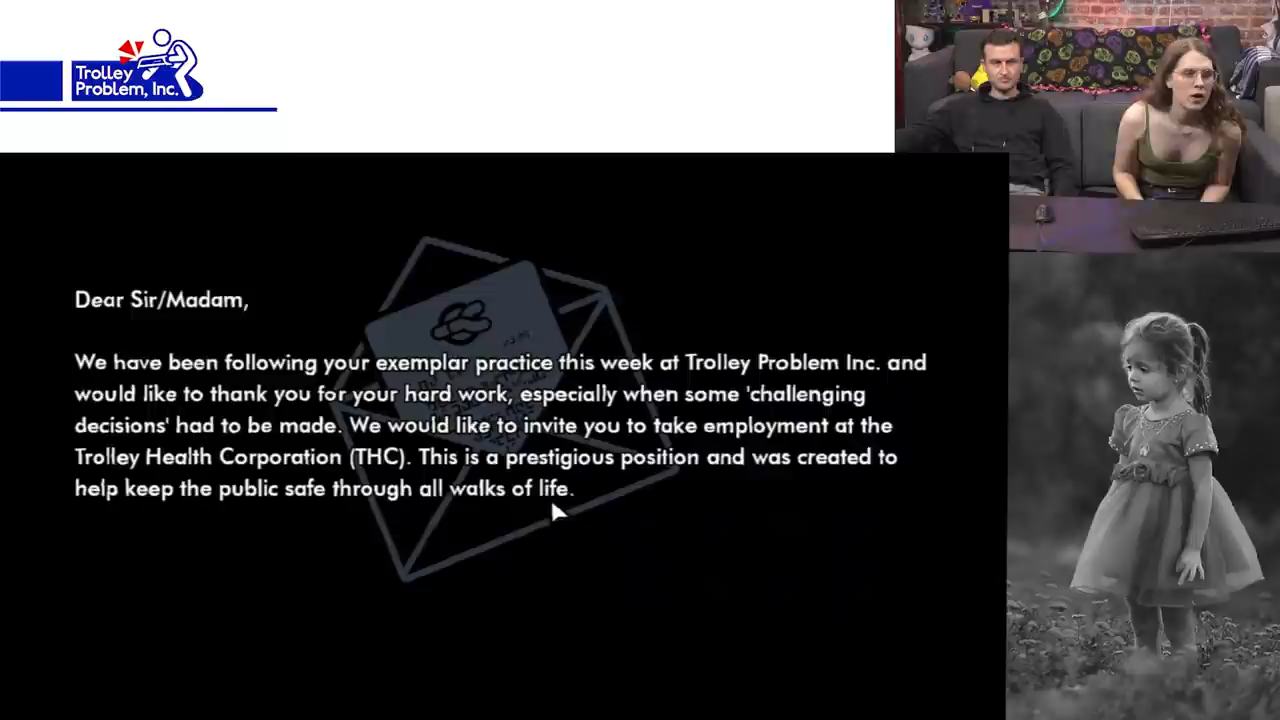 Trolley
Problem, Inc.
Dear Sir/Madam,
We have been following your exemplar practice this week at Trolley Problem Inc. and
would like to thank you for your hard work, especially when some 'challenging
decisions' had to be made. We would like to invite you to take employment at the
Trolley Health Corporation (THC). This is a prestigious position and was created to
help keep the public safe through all walks of life.